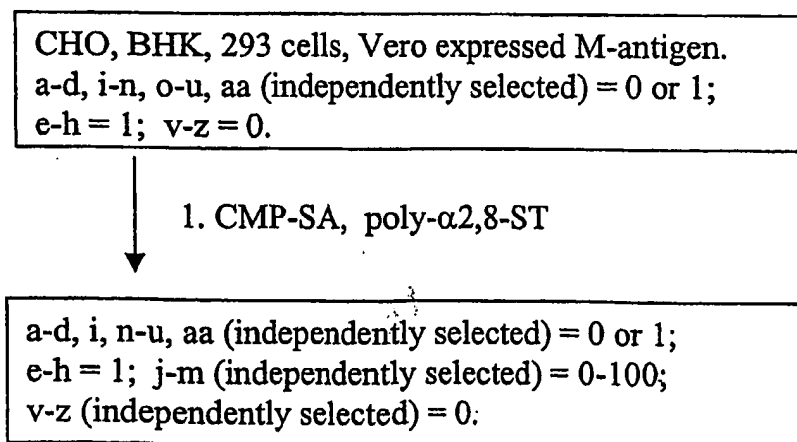 CHO, BHK, 293 cells, Vero expressed M-antigen.
a-d, i-n, o-u, aa (independently selected) = 0 or 1;
e-h = 1; v-z = 0.
1. CMP-SA, poly-α2,8-ST
a-d, i, n-u, aa (independently selected) = 0 or 1;
e-h = 1; j-m (independently selected) = 0-100;
v-z (independently selected) = 0.